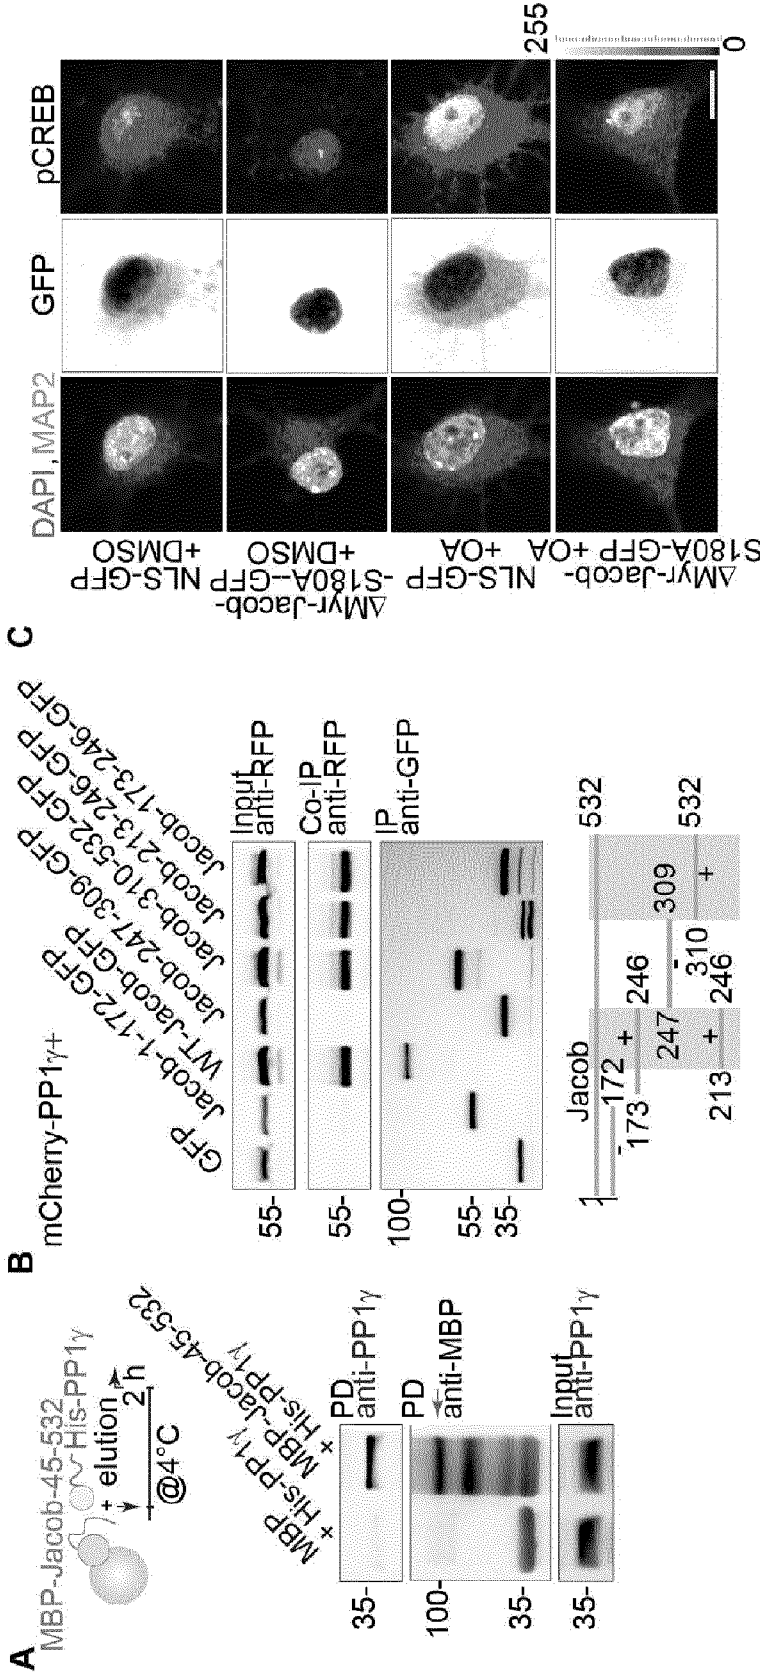 A
MBP-Jacob-45-532
His-PP1γ
+ elution
2 h
@4°C
MBP
+ His-PP1γ
MBP-Jacob-45-532
+ His-PP1γ
35-
PD
anti-PP1γ
100-
35-
PD
anti-MBP
35-
Input
anti-PP1γ
B
mCherry-PP1γ+
GFP
Jacob-1-172-GFP
WT-Jacob-GFP
Jacob-247-309-GFP
Jacob-310-532-GFP
Jacob-213-246-GFP
Jacob-173-246-GFP
55-
Input
anti-RFP
55-
Co-IP
anti-RFP
100-
55-
35-
IP
anti-GFP
Jacob
1
532
172
-
173
+
246
247
309
-
310
+
532
213
+
246
C
DAPI, MAP2
GFP
pCREB
NLS-GFP
+DMSO
ΔMyr-Jacob-
-S180A-GFP
+DMSO
NLS-GFP
+OA
ΔMyr-Jacob-
S180A-GFP +OA
255
0